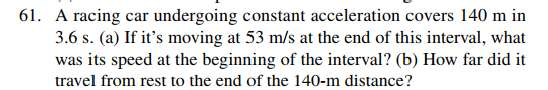 61. A racing car undergoing constant acceleration covers 140 m in
3.6 s. (a) If it's moving at 53 m/s at the end of this interval, what
was its speed at the beginning of the interval? (b) How far did it
travel from rest to the end of the 140-m distance?